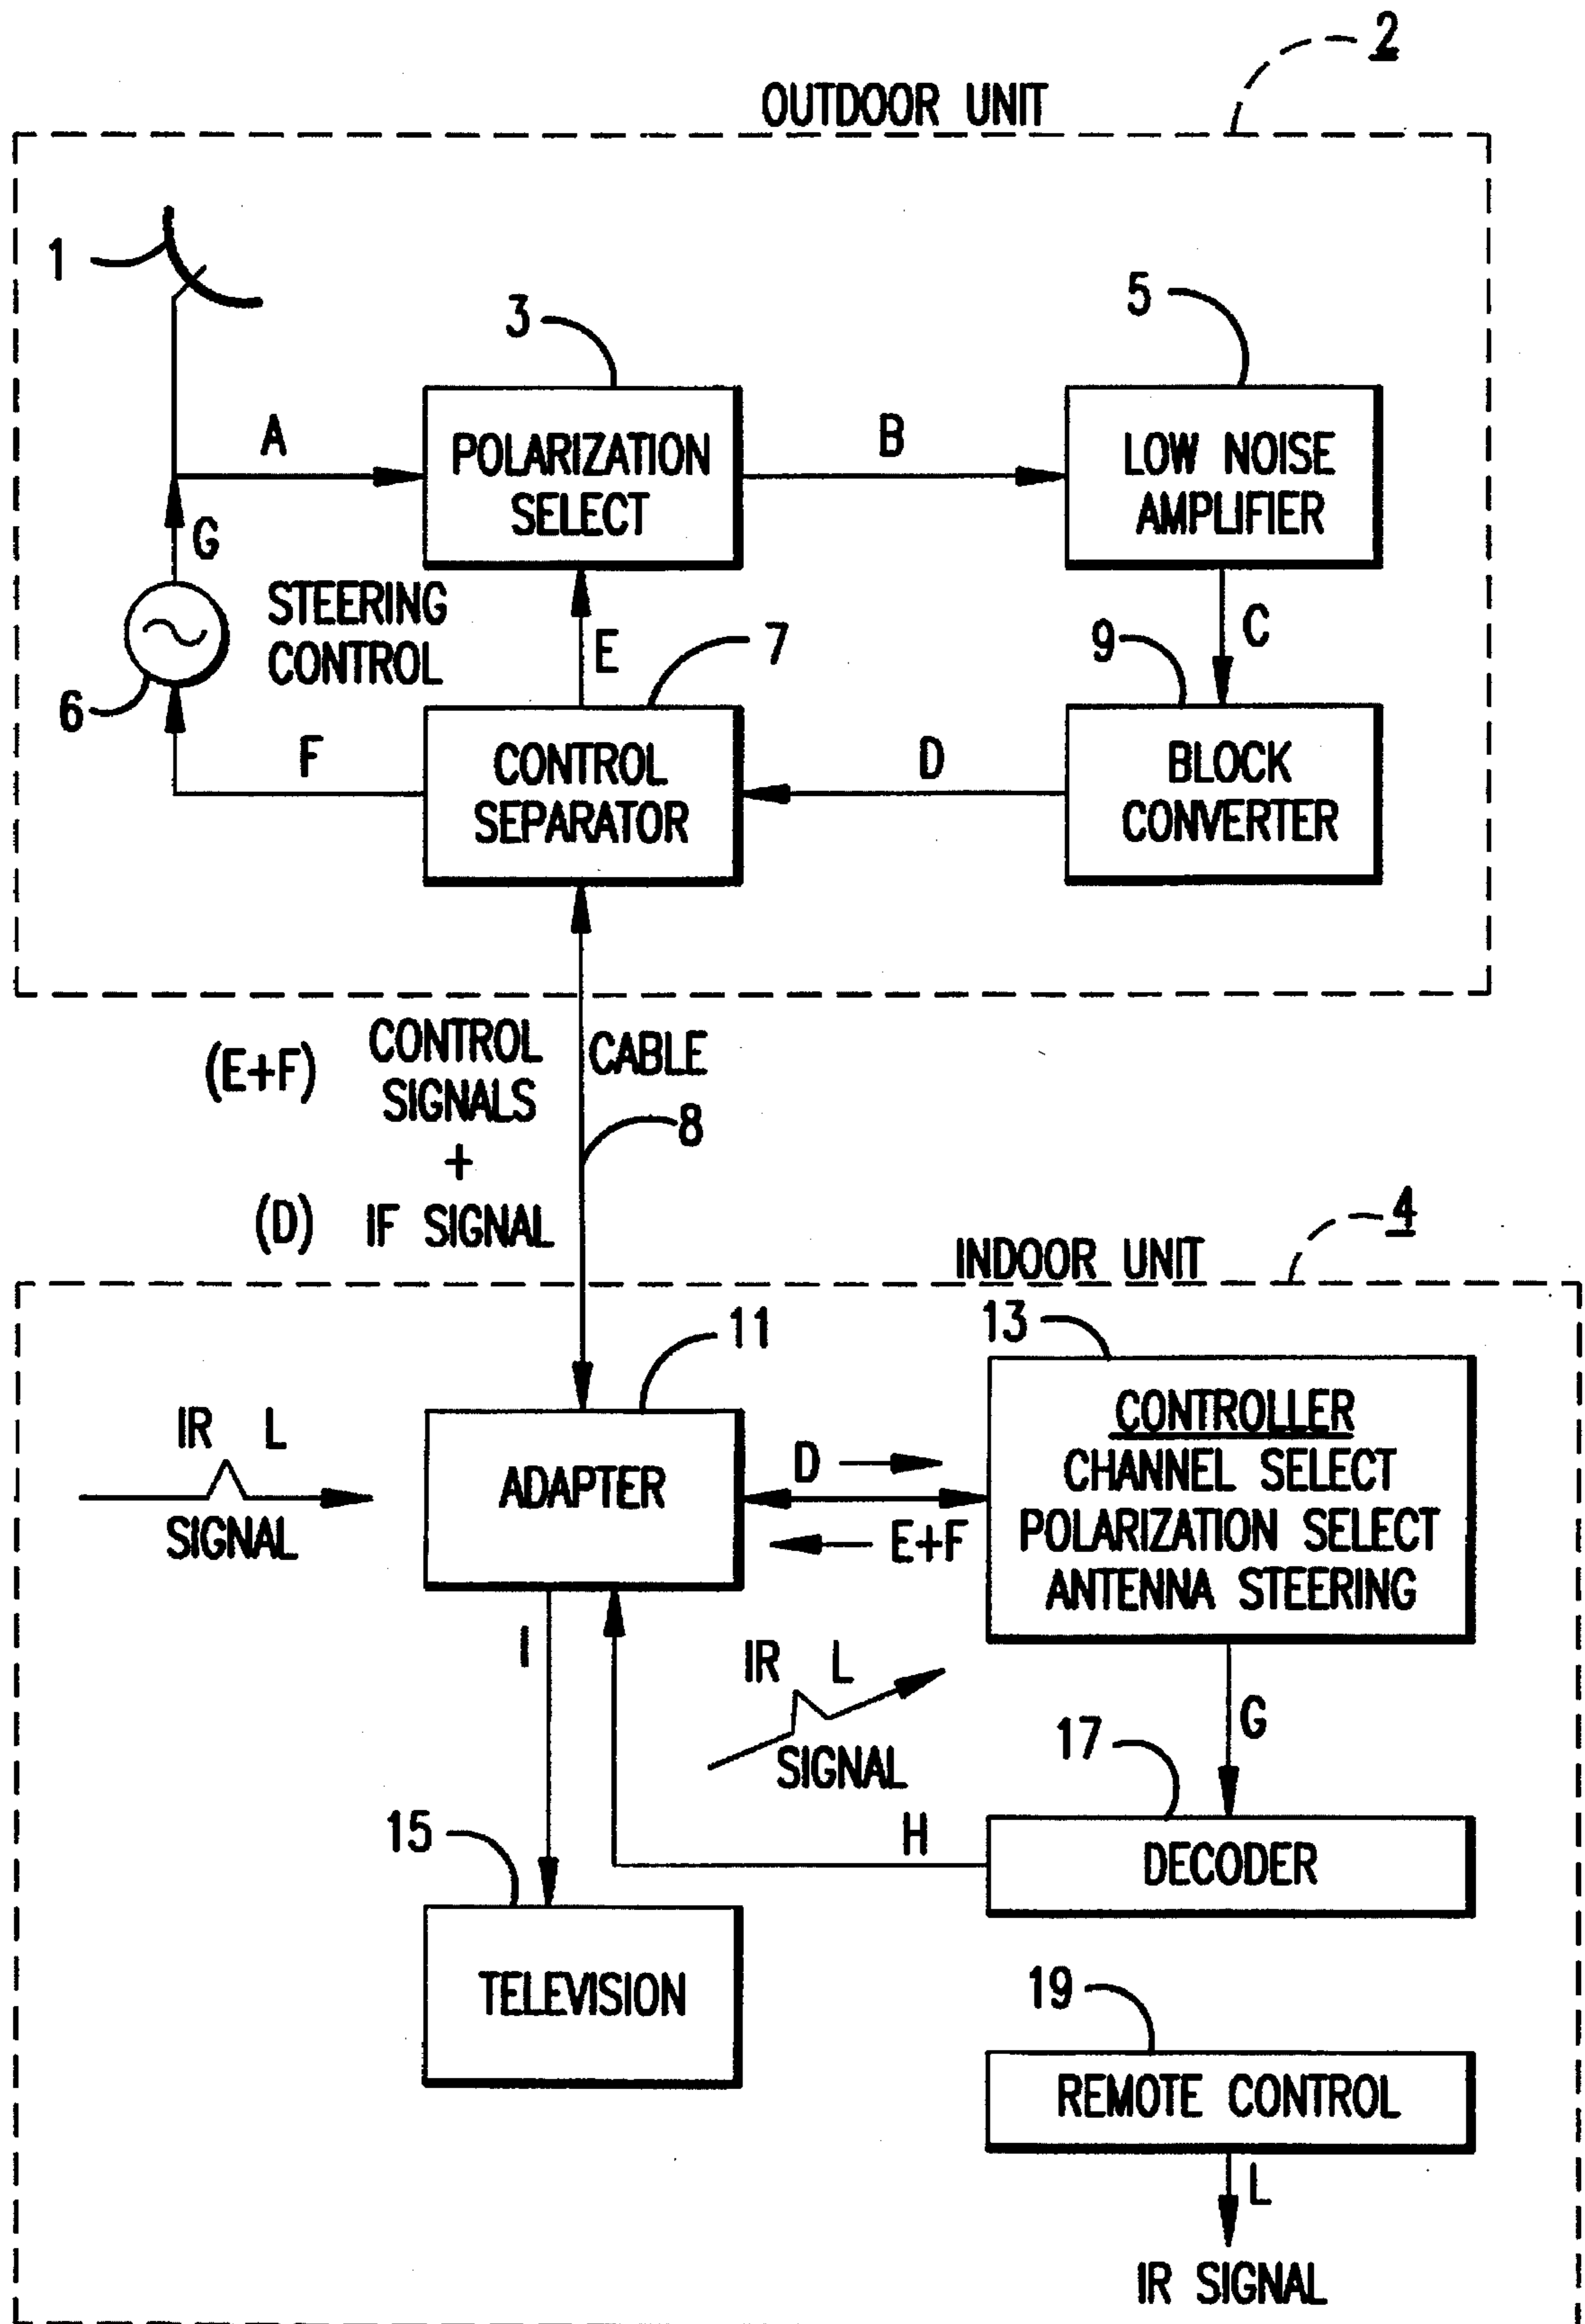 2
OUTDOOR UNIT
1
3
5
A
POLARIZATION
SELECT
B
LOW NOISE
AMPLIFIER
G
STEERING
CONTROL
E
7
9
C
6
F
CONTROL
SEPARATOR
D
BLOCK
CONVERTER
(E+F)
CONTROL
SIGNALS
CABLE
+
8
(D)
IF SIGNAL
4
INDOOR UNIT
11
13
IR L
SIGNAL
ADAPTER
D
E+F
CONTROLLER
CHANNEL SELECT
POLARIZATION SELECT
ANTENNA STEERING
I
IR L
SIGNAL
G
17
15
H
DECODER
TELEVISION
19
REMOTE CONTROL
L
IR SIGNAL